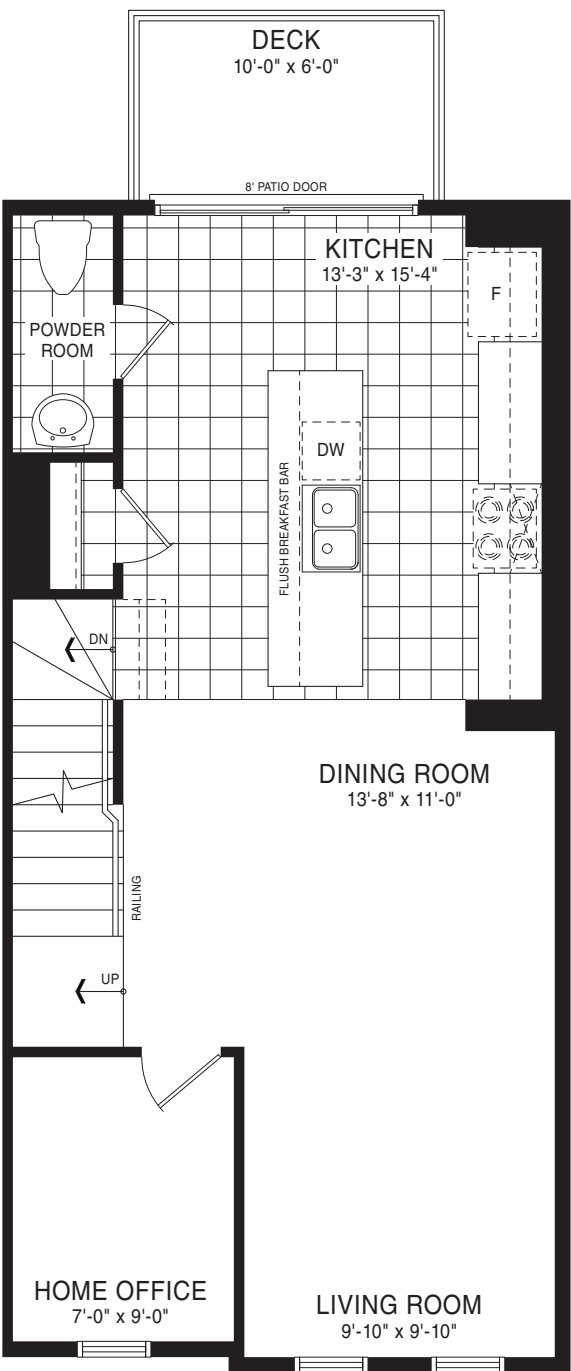 DECK
10'-0" x 6'-0"
8' PATIO DOOR
KITCHEN
13'-3" x 15'-4"
F
POWDER
ROOM
DW
FLUSH BREAKFAST BAR
DN
DINING ROOM
13'-8" x 11'-0"
RAILING
UP
HOME OFFICE
7'-0" x 9'-0"
LIVING ROOM
9'-10" x 9'-10"